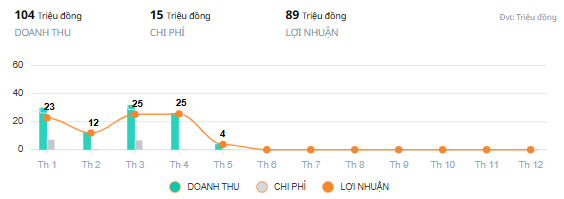 104 Triệu đồng 15 Triệu đồng 89 Triệu đồng Đvt: Triệu đồng
DOANH THU CHI PHÍ LỢI NHUẬN
60
40
20
0
23 12 25 25 4
Th 1 Th 2 Th 3 Th 4 Th 5 Th 6 Th 7 Th 8 Th 9 Th 10 Th 11 Th 12
DOANH THU CHI PHÍ LỢI NHUẬN